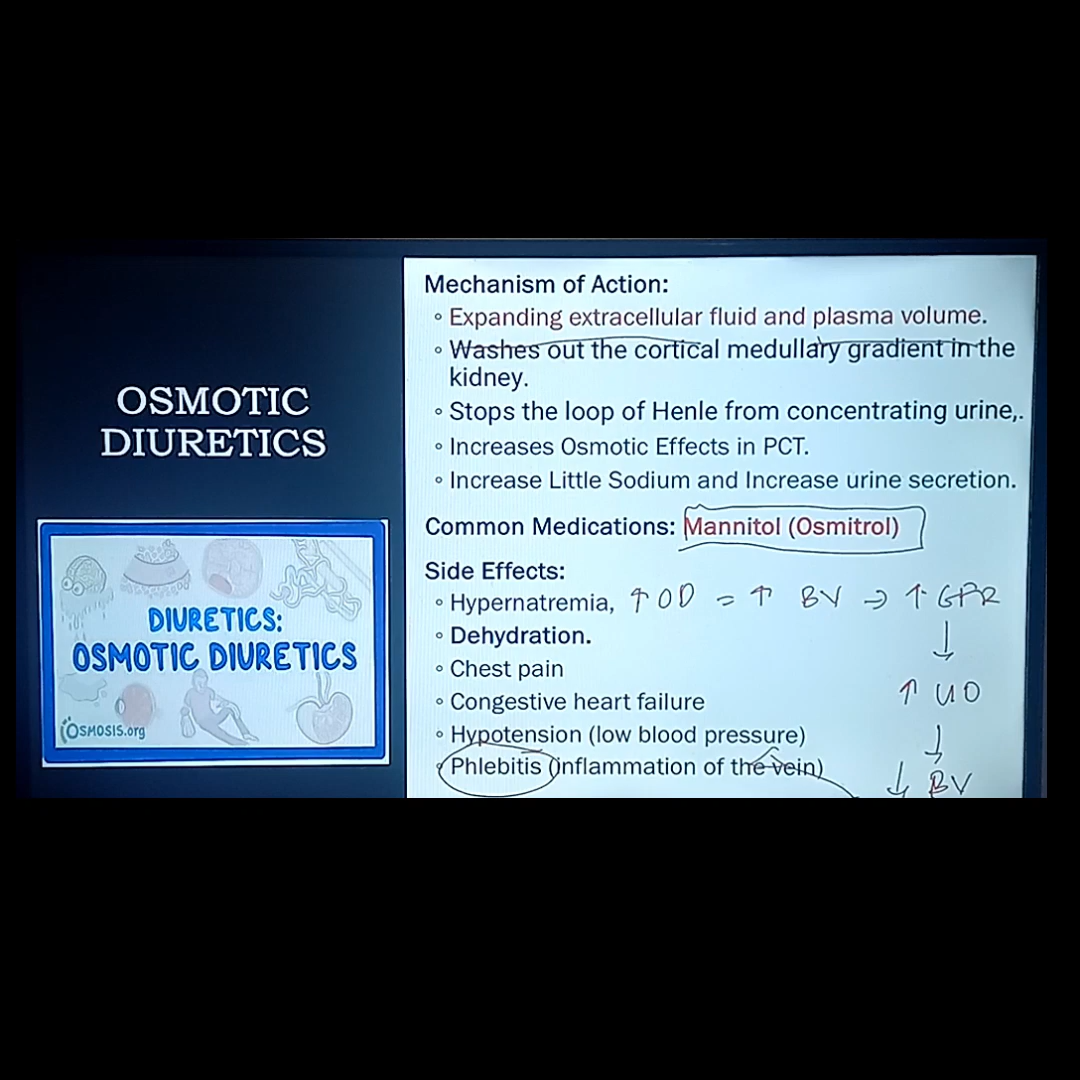 OSMOTIC
DIURETICS
DIURETICS:
OSMOTIC DIURETICS
OSMOSIS.org
Mechanism of Action:
◦ Expanding extracellular fluid and plasma volume.
◦ Washes out the cortical medullary gradient in the
kidney.
◦ Stops the loop of Henle from concentrating urine,.
◦ Increases Osmotic Effects in PCT.
◦ Increase Little Sodium and Increase urine secretion.
Common Medications: Mannitol (Osmitrol)
Side Effects:
◦ Hypernatremia, ↑ OD = ↑ BV → ↑ GFR
↓
◦ Dehydration.
◦ Chest pain
↑ UO
◦ Congestive heart failure
↓
◦ Hypotension (low blood pressure)
◦ Phlebitis (inflammation of the vein)
↓ BV